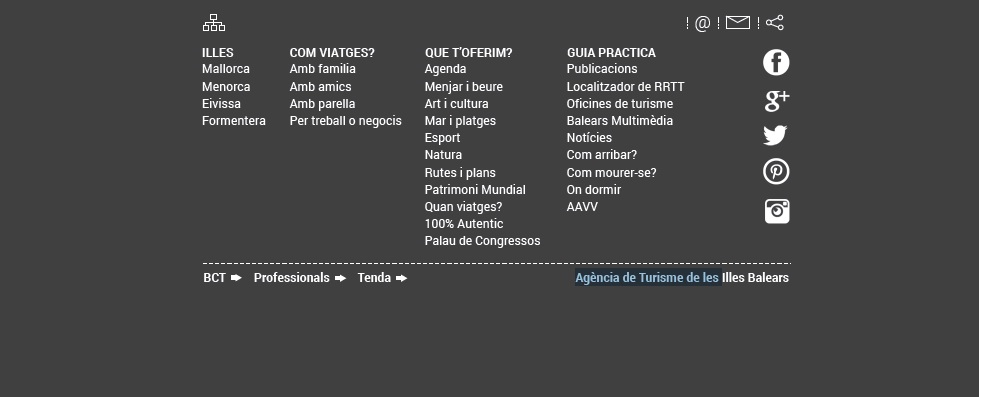 @
ILLES
Mallorca
Menorca
Eivissa
Formentera
COM VIATGES?
Amb familia
Amb amics
Amb parella
Per treball o negocis
QUE T'OFERIM?
Agenda
Menjar i beure
Art i cultura
Mar i platges
Esport
Natura
Rutes i plans
Patrimoni Mundial
Quan viatges?
100% Autentic
Palau de Congressos
GUIA PRACTICA
Publicacions
Localitzador de RRTT
Oficines de turisme
Balears Multimèdia
Notícies
Com arribar?
Com mourer-se?
On dormir
AAVV
BCT
Professionals
Tenda
Agència de Turisme de les Illes Balears